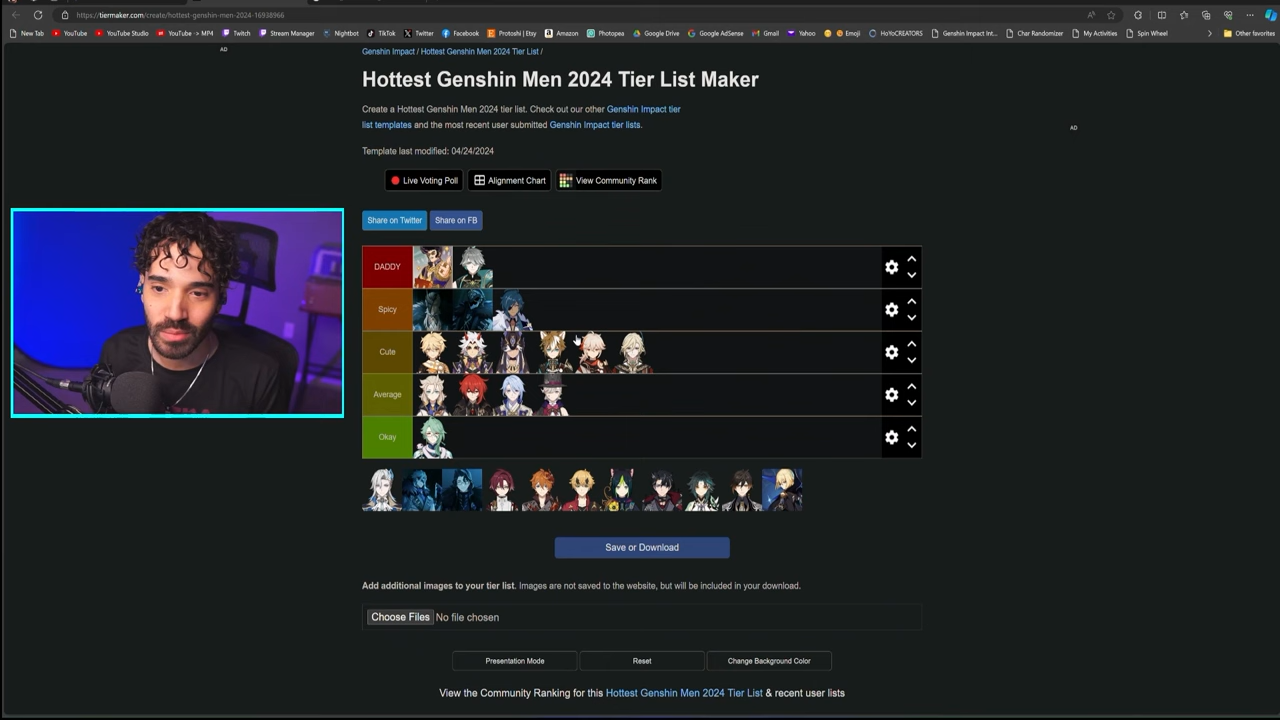 https://tiermaker.com/create/hottest-genshin-men-2024-16938966
New Tab YouTube YouTube Studio YouTube -> MP4 Twitch Stream Manager Nightbot TikTok Twitter Facebook Protoshi | Etsy Amazon Photopea Google Drive Google AdSense Gmail Yahoo Emoji HoYoCREATORS Genshin Impact Int... Char Randomizer My Activities Spin Wheel Other favorites
AD
Genshin Impact / Hottest Genshin Men 2024 Tier List /
Hottest Genshin Men 2024 Tier List Maker
Create a Hottest Genshin Men 2024 tier list. Check out our other Genshin Impact tier
list templates and the most recent user submitted Genshin Impact tier lists.
AD
Template last modified: 04/24/2024
Live Voting Poll Alignment Chart View Community Rank
Share on Twitter Share on FB
DADDY
Spicy
Cute
Average
Okay
Save or Download
Add additional images to your tier list. Images are not saved to the website, but will be included in your download.
Choose Files No file chosen
Presentation Mode Reset Change Background Color
View the Community Ranking for this Hottest Genshin Men 2024 Tier List & recent user lists